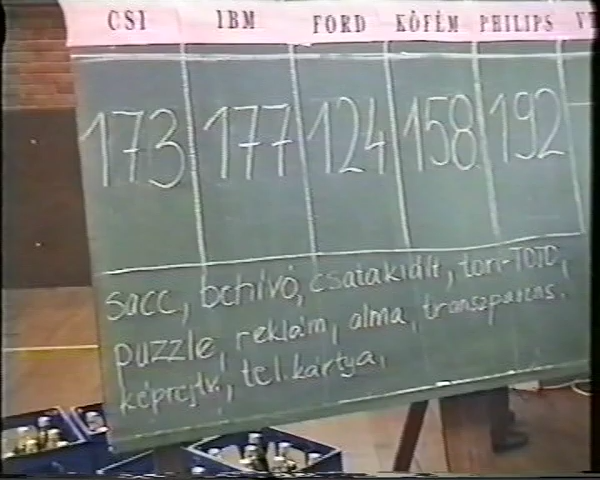 CSI IBM FORD KÖFÉM PHILIPS
173 177 124 158 192
sacc, behívó, csatakiált, tori-TOTO,
puzzle, reklám, alma, transzparens.
képrejtv., tel.kártya,